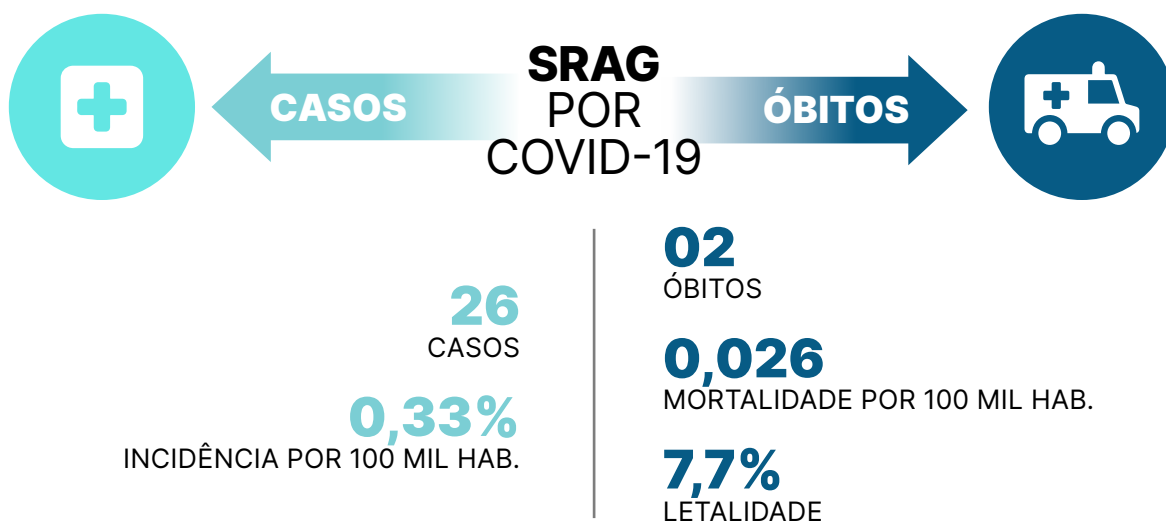 SRAG
POR
COVID-19
CASOS
ÓBITOS
26
CASOS
0,33%
INCIDÊNCIA POR 100 MIL HAB.
02
ÓBITOS
0,026
MORTALIDADE POR 100 MIL HAB.
7,7%
LETALIDADE